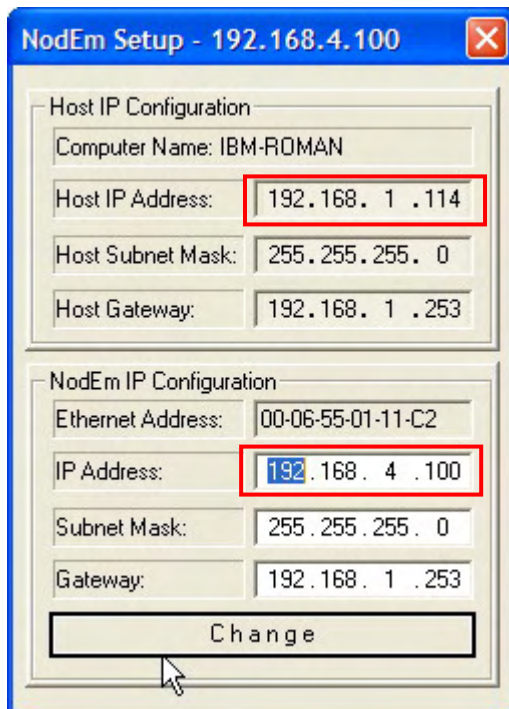 NodEm Setup - 192.168.4.100
Host IP Configuration
Computer Name: IBM-ROMAN
Host IP Address: 192.168. 1 .114
Host Subnet Mask: 255.255.255. 0
Host Gateway: 192.168. 1 .253
NodEm IP Configuration
Ethernet Address: 00-06-55-01-11-C2
IP Address: 192.168. 4 .100
Subnet Mask: 255.255.255. 0
Gateway: 192.168. 1 .253
Change